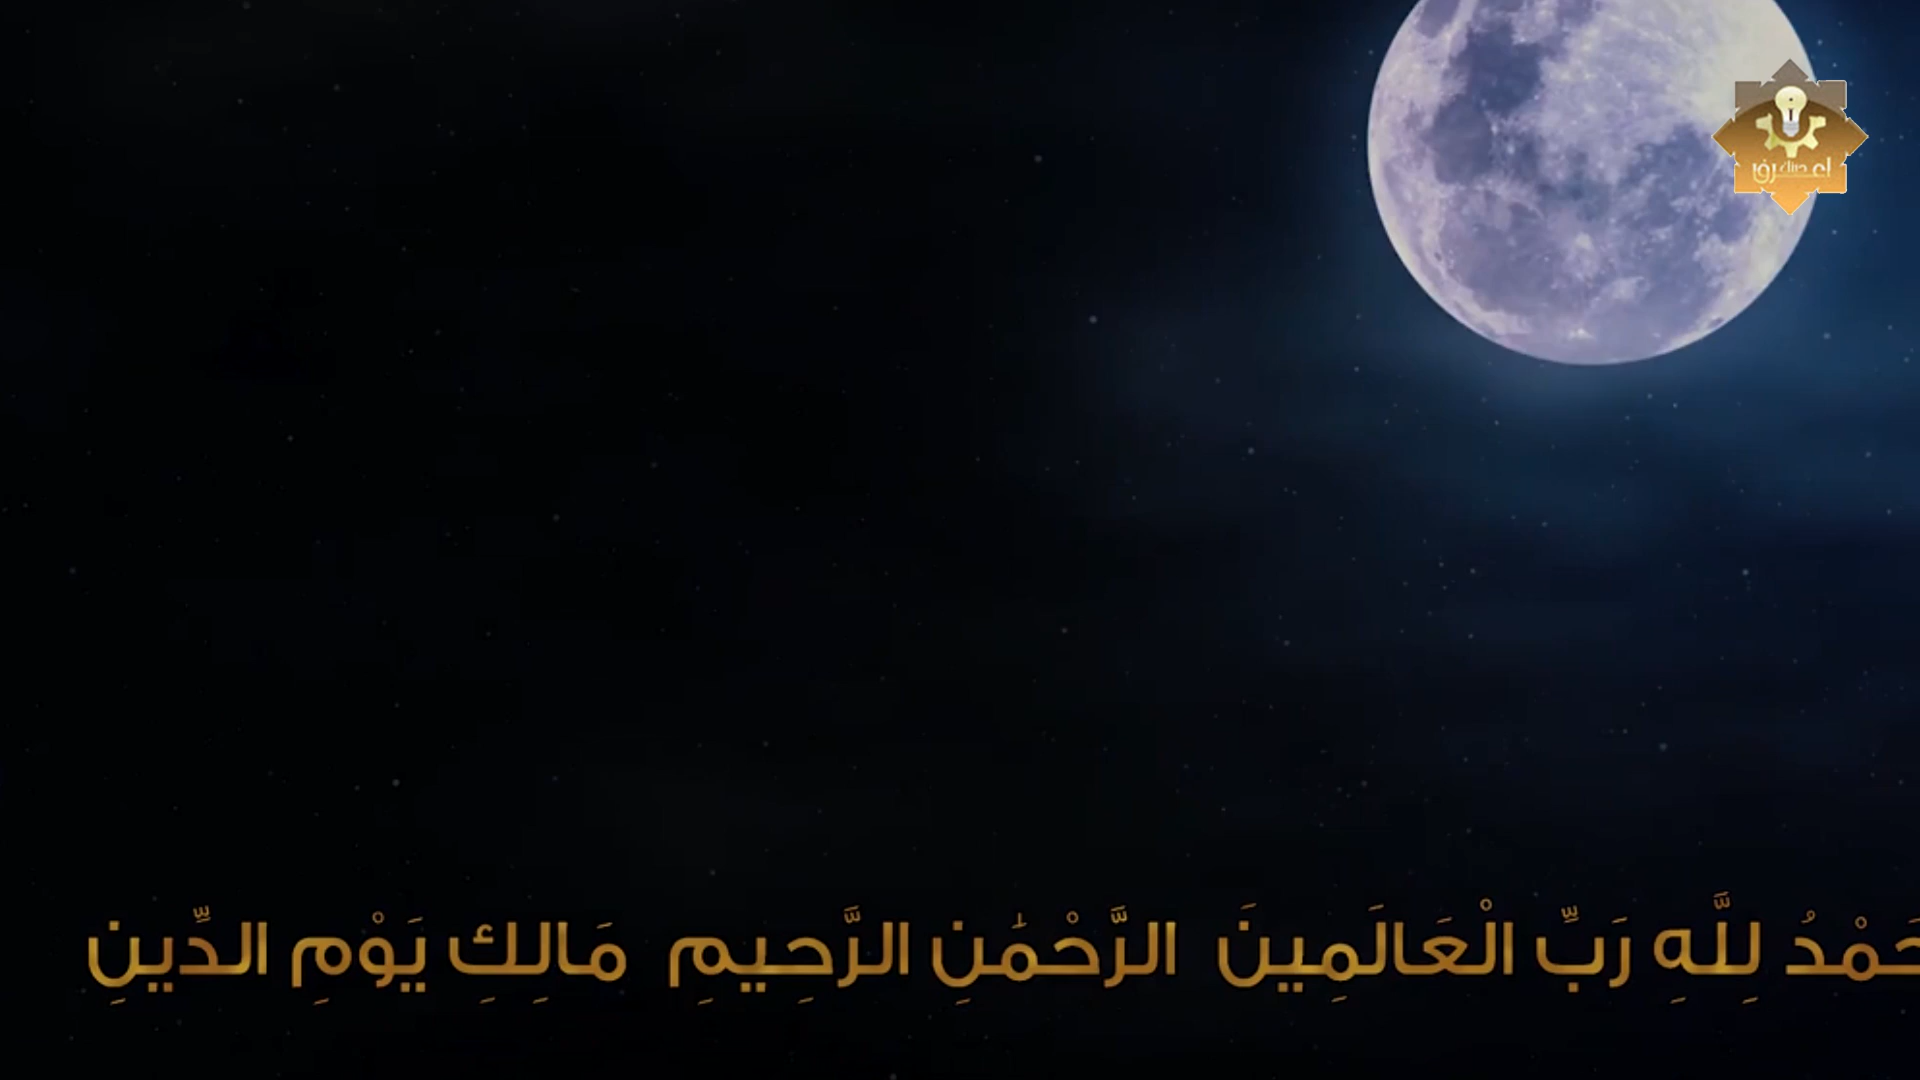 حَمْدُ لِلَّهِ رَبِّ الْعَالَمِينَ الرَّحْمَٰنِ الرَّحِيمِ مَالِكِ يَوْمِ الدِّينِ